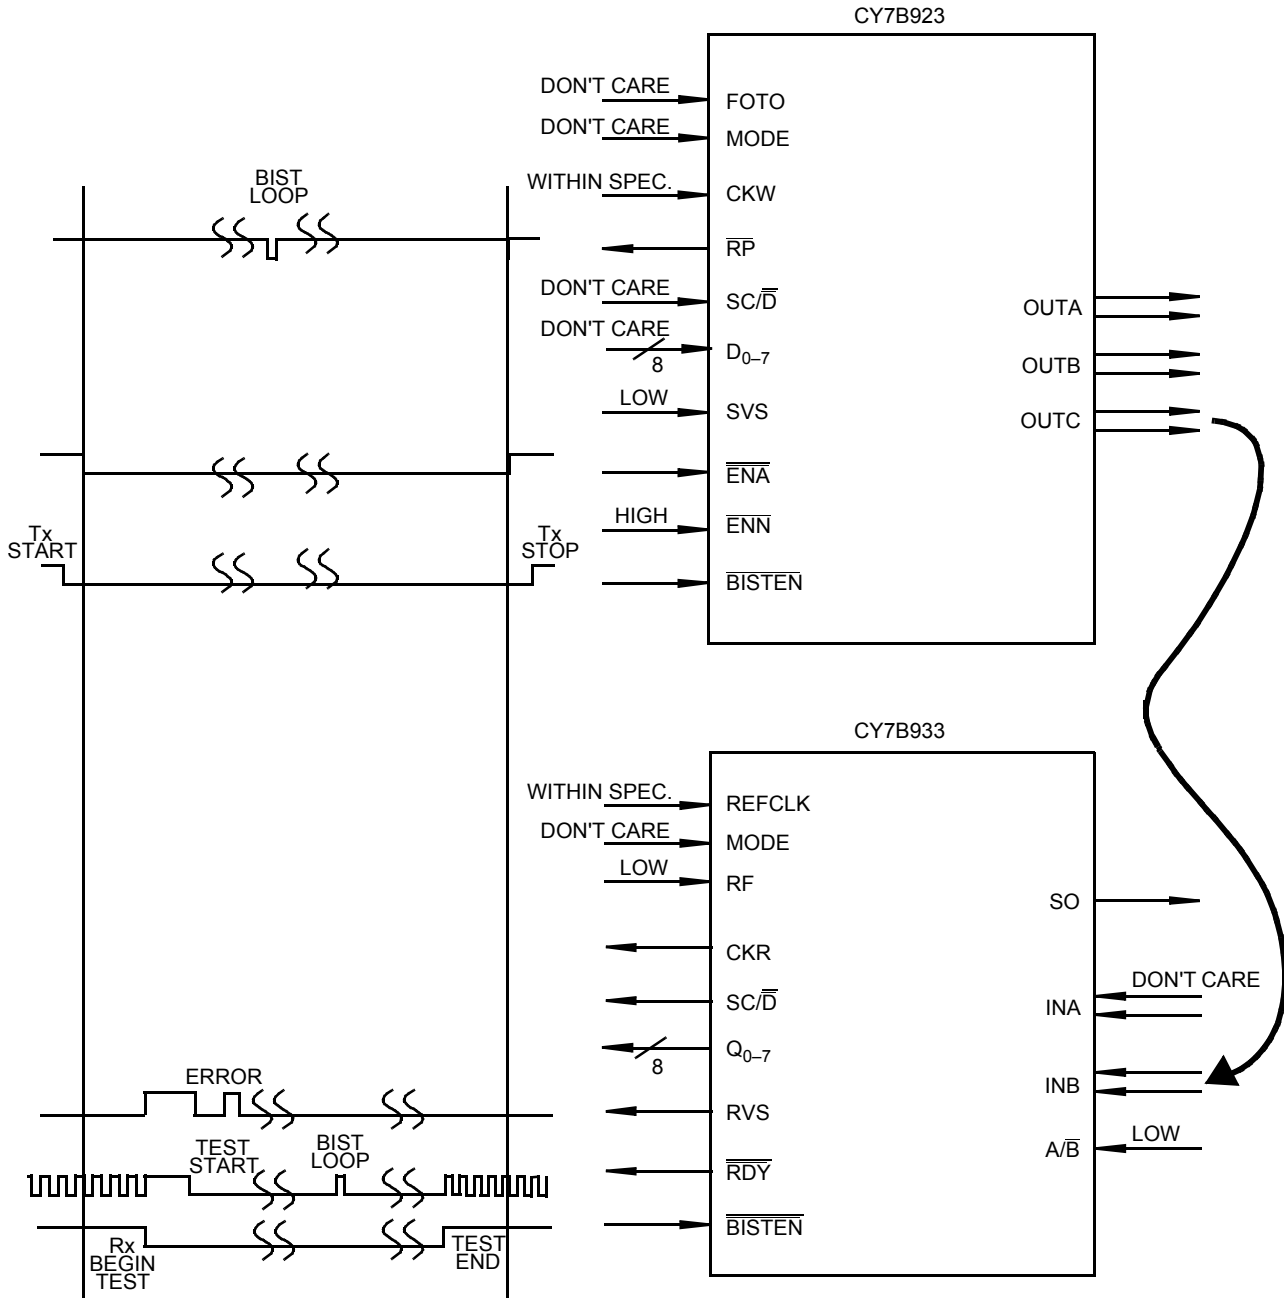 CY7B923
DON'T CARE
FOTO
DON'T CARE
MODE
BIST
LOOP
WITHIN SPEC.
CKW
RP
DON'T CARE
SC/D
OUTA
DON'T CARE
8
D0–7
OUTB
LOW
SVS
OUTC
ENA
HIGH
ENN
Tx
START
Tx
STOP
BISTEN
CY7B933
WITHIN SPEC.
REFCLK
DON'T CARE
MODE
LOW
RF
SO
CKR
DON'T CARE
SC/D
INA
8
Q0–7
ERROR
INB
RVS
LOW
A/B
TEST
START
BIST
LOOP
RDY
BISTEN
Rx
BEGIN
TEST
TEST
END